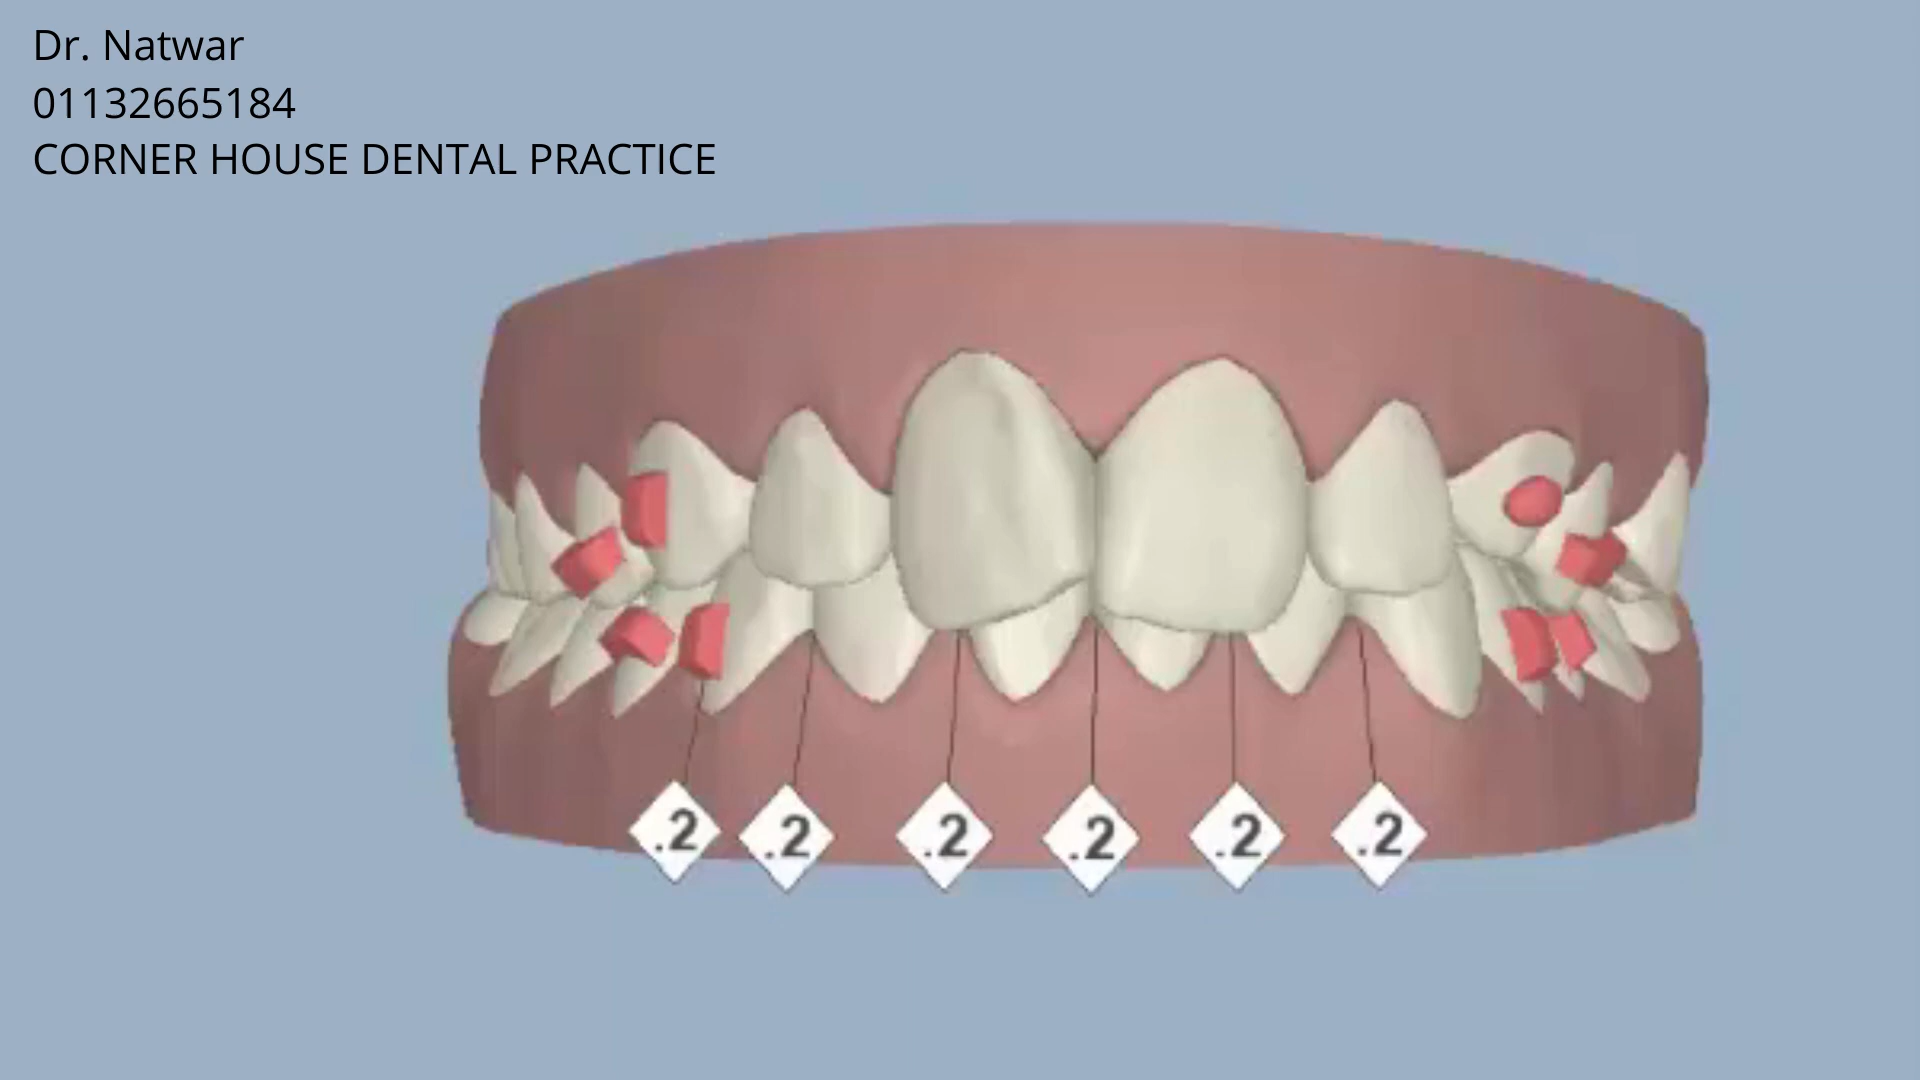 Dr. Natwar
01132665184
CORNER HOUSE DENTAL PRACTICE
.2 .2 .2 .2 .2 .2